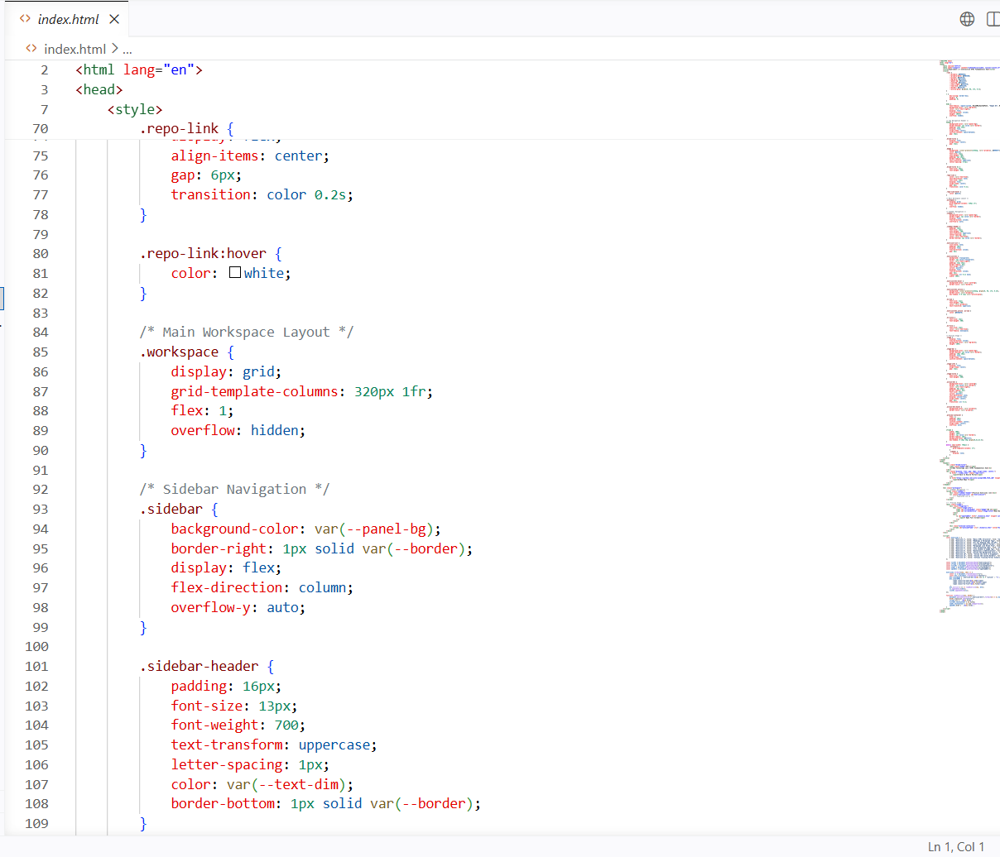 index.html
index.html > ...
2 <html lang="en">
3 <head>
7 <style>
70 .repo-link {
75 align-items: center;
76 gap: 6px;
77 transition: color 0.2s;
78 }
79
80 .repo-link:hover {
81 color: white;
82 }
83
84 /* Main Workspace Layout */
85 .workspace {
86 display: grid;
87 grid-template-columns: 320px 1fr;
88 flex: 1;
89 overflow: hidden;
90 }
91
92 /* Sidebar Navigation */
93 .sidebar {
94 background-color: var(--panel-bg);
95 border-right: 1px solid var(--border);
96 display: flex;
97 flex-direction: column;
98 overflow-y: auto;
99 }
100
101 .sidebar-header {
102 padding: 16px;
103 font-size: 13px;
104 font-weight: 700;
105 text-transform: uppercase;
106 letter-spacing: 1px;
107 color: var(--text-dim);
108 border-bottom: 1px solid var(--border);
109 }
Ln 1, Col 1